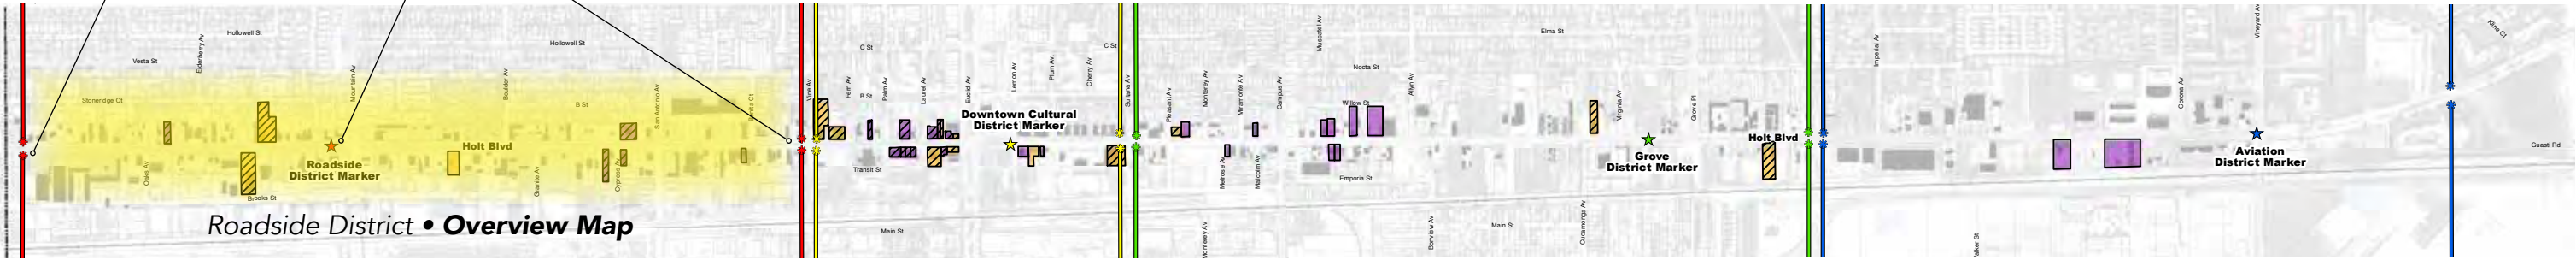 Hollowell St
Hollowell St
Vesta St
Elderberry Av
Mountain Av
Boulder Av
San Antonio Av
Stoneridge Ct
B St
Oaks Av
Granite Av
Cypress Av
Brooks St
Holt Blvd
Roadside
District Marker
Roadside District • Overview Map
Vine Av
C St
Fern Av
B St
Palm Av
Laurel Av
Euclid Av
Lemon Av
Plum Av
Cherry Av
C St
Sultana Av
Downtown Cultural
District Marker
Transit St
Main St
Pleasant Av
Monterey Av
Miramonte Av
Campus Av
Muscatel Av
Nocta St
Willow St
Allyn Av
Melrose Av
Malcolm Av
Emporia St
Monterey Av
Bonview Av
Main St
Cucamonga Av
Elma St
Virginia Av
Grove Pl
Grove
District Marker
Holt Blvd
Imperial Av
Corona Av
Vineyard Av
Aviation
District Marker
Kline Ct
Guasti Rd